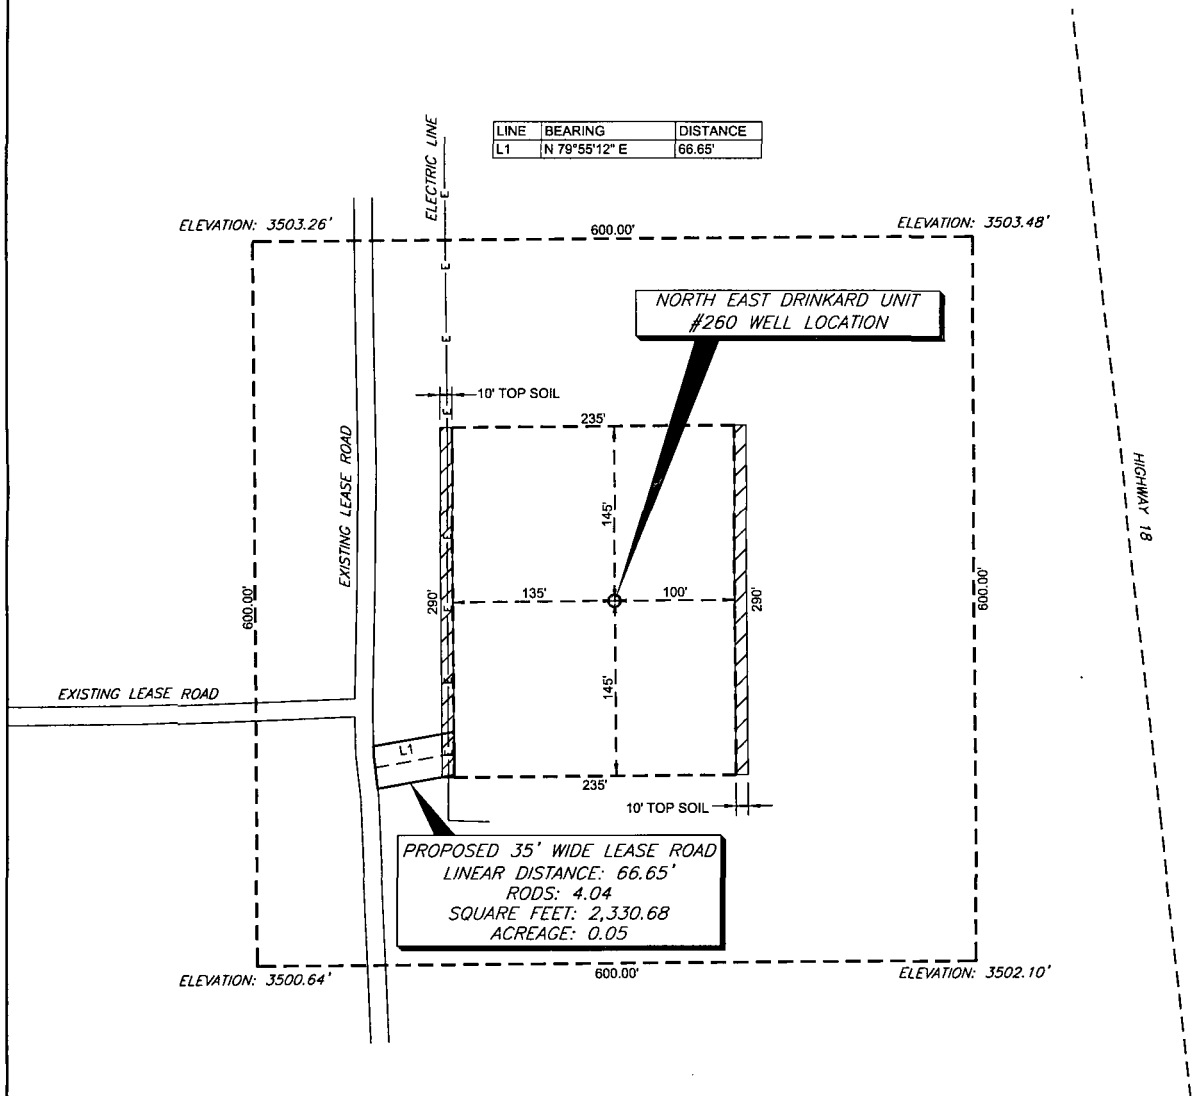 LINE BEARING DISTANCE
L1 N 79°55'12" E 66.65'
ELECTRIC LINE
ELEVATION: 3503.26'
600.00'
ELEVATION: 3503.48'
E
E
E
E
NORTH EAST DRINKARD UNIT
#260 WELL LOCATION
10' TOP SOIL
235'
EXISTING LEASE ROAD
HIGHWAY 18
145'
600.00'
290'
135'
100'
290'
600.00'
145'
EXISTING LEASE ROAD
L1
235'
10' TOP SOIL
PROPOSED 35' WIDE LEASE ROAD
LINEAR DISTANCE: 66.65'
RODS: 4.04
SQUARE FEET: 2,330.68
ACREAGE: 0.05
ELEVATION: 3500.64'
600.00'
ELEVATION: 3502.10'